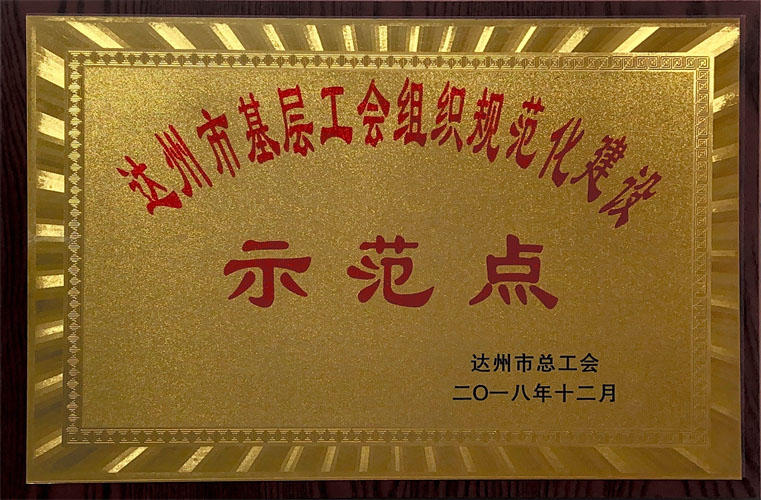 达州市基层工会组织规范化建设
示范点
达州市总工会
二〇一八年十二月